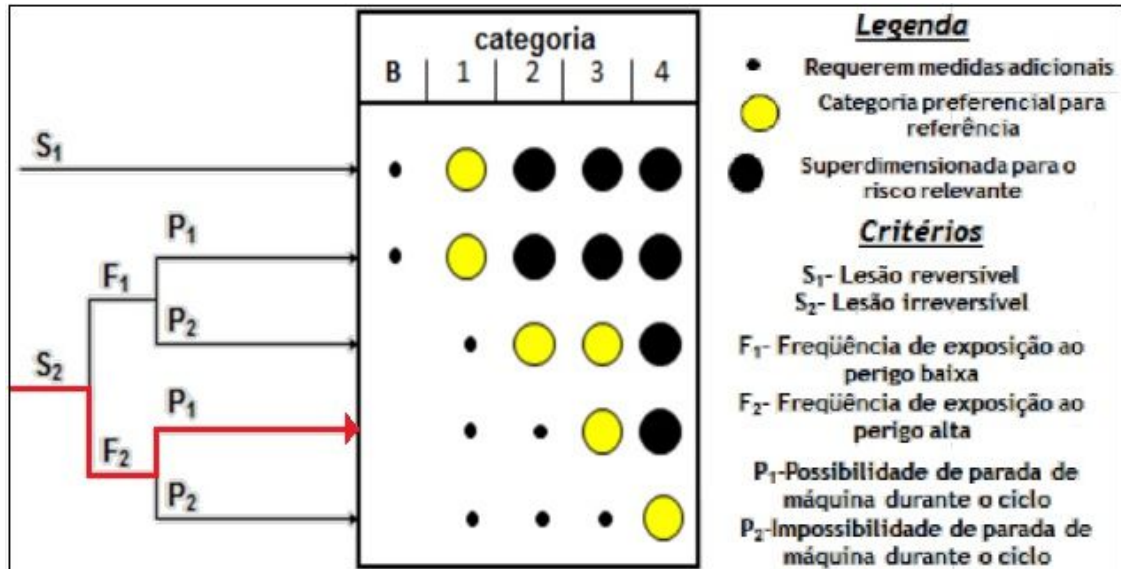 categoria
B 1 2 3 4
S₁
P₁
F₁
P₂
S₂
P₁
F₂
P₂
Legenda
Requerem medidas adicionais
Categoria preferencial para
referência
Superdimensionada para o
risco relevante
Critérios
S₁- Lesão reversível
S₂- Lesão irreversível
F₁- Freqüência de exposição ao
perigo baixa
F₂- Freqüência de exposição ao
perigo alta
P₁-Possibilidade de parada de
máquina durante o ciclo
P₂-Impossibilidade de parada de
máquina durante o ciclo